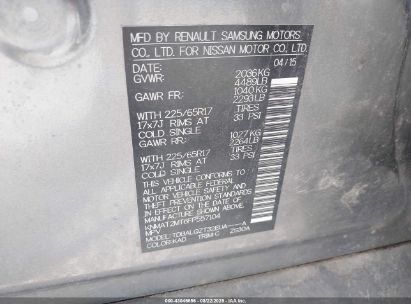 MFD BY RENAULT SAMSUNG MOTORS
CO., LTD. FOR NISSAN MOTOR CO., LTD.
DATE: 04/15
GVWR: 2036KG
4489LB
GAWR FR: 1040KG
2293LB
WITH 225/65R17 TIRES
17x7J RIMS AT 33 PSI
COLD SINGLE
GAWR RR: 1027KG
2264LB
WITH 225/65R17 TIRES
17x7J RIMS AT 33 PSI
COLD SINGLE
THIS VEHICLE CONFORMS TO
ALL APPLICABLE FEDERAL
MOTOR VEHICLE SAFETY
STANDARDS IN EFFECT ON
THE DATE OF
MANUFACTURE SHOWN ABOVE.
KNMAT2MT6FP557104
MPV
MODEL:
COLOR:KAD TRIM:C